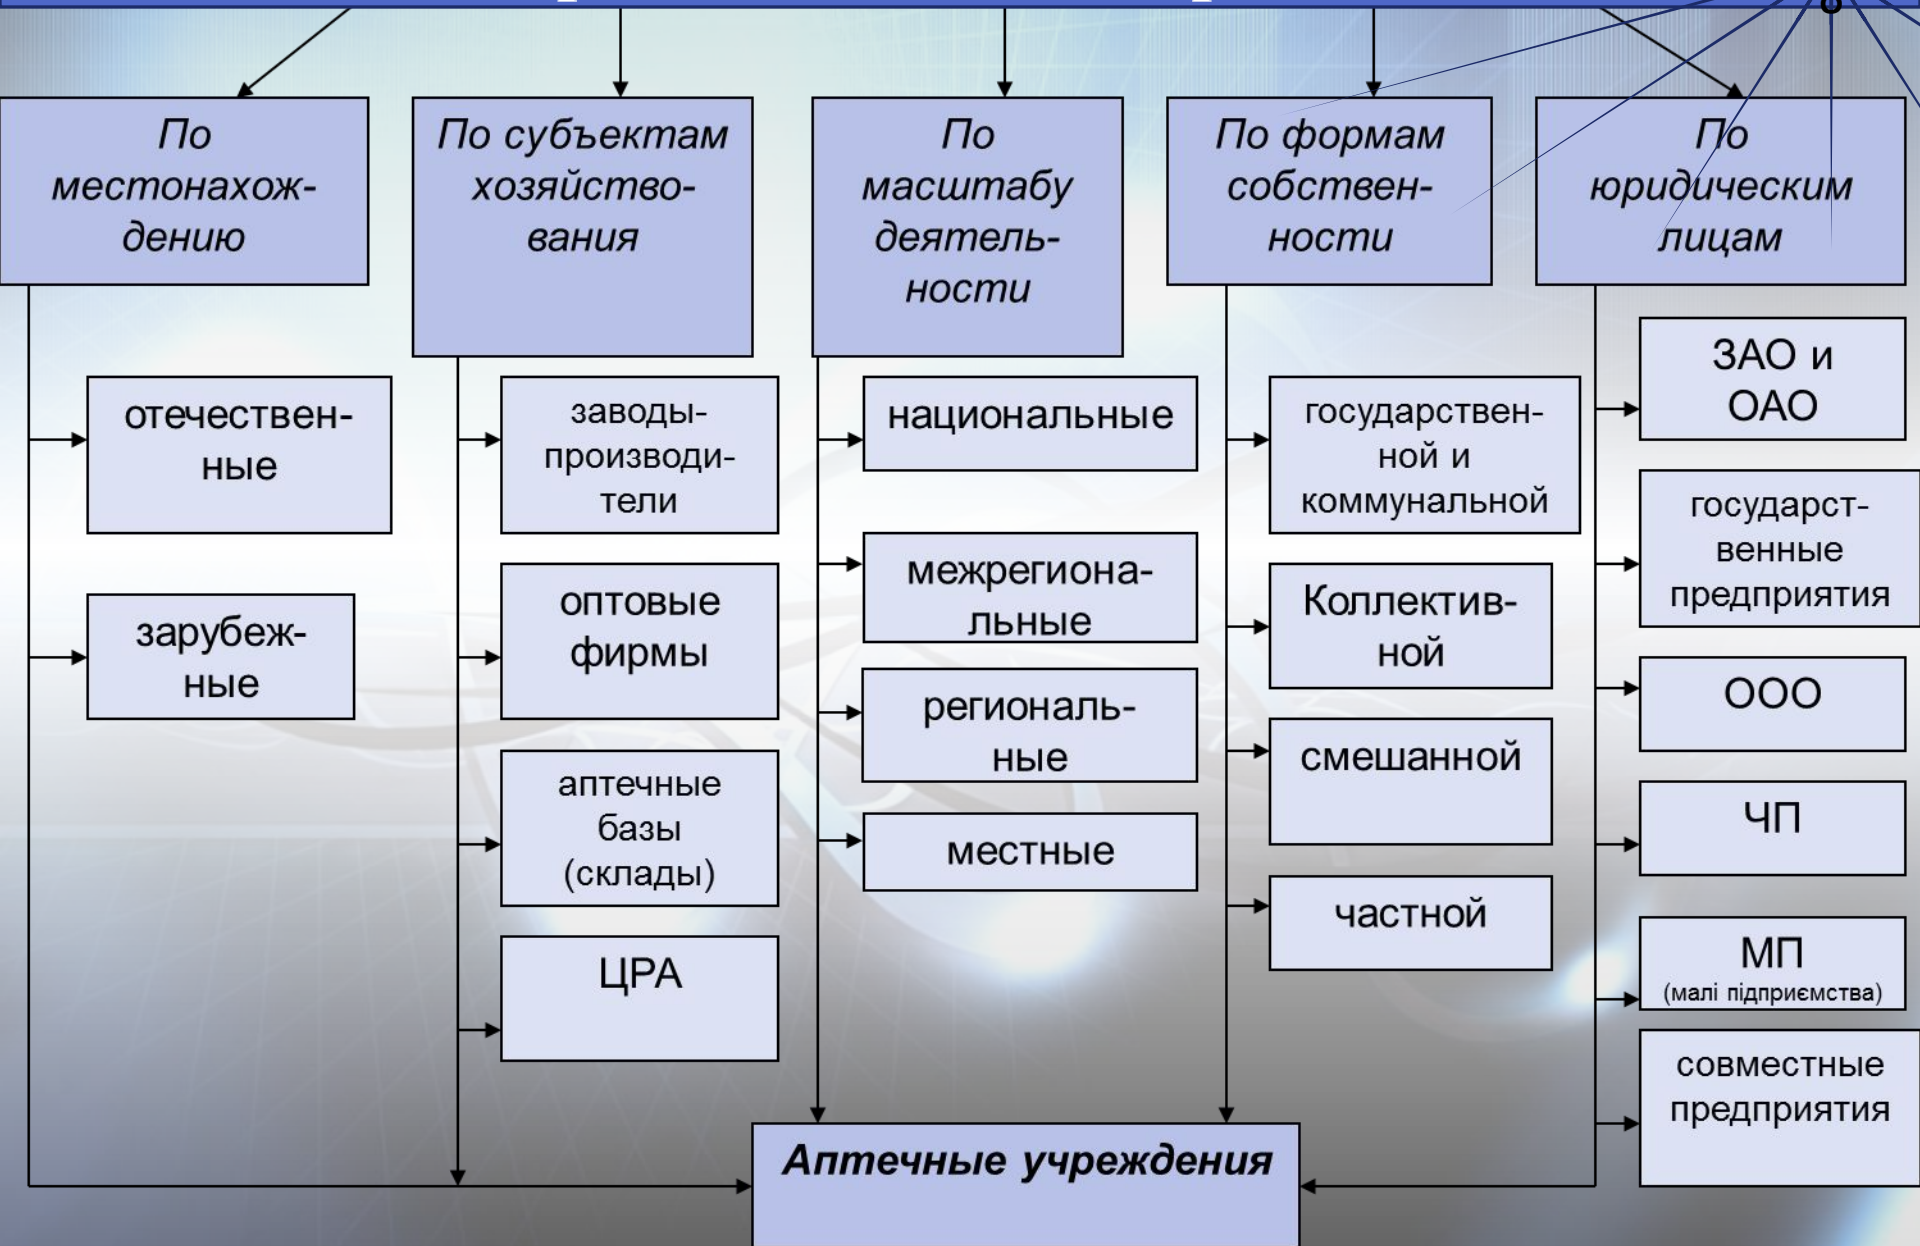 По
местонахож-
дению
отечествен-
ные
зарубеж-
ные
По субъектам
хозяйство-
вания
заводы-
производи-
тели
оптовые
фирмы
аптечные
базы
(склады)
ЦРА
По
масштабу
деятель-
ности
национальные
межрегиона-
льные
региональ-
ные
местные
По формам
собствен-
ности
государствен-
ной и
коммунальной
Коллектив-
ной
смешанной
частной
По
юридическим
лицам
ЗАО и
ОАО
государст-
венные
предприятия
ООО
ЧП
МП
(малі підприємства)
совместные
предприятия
Аптечные учреждения